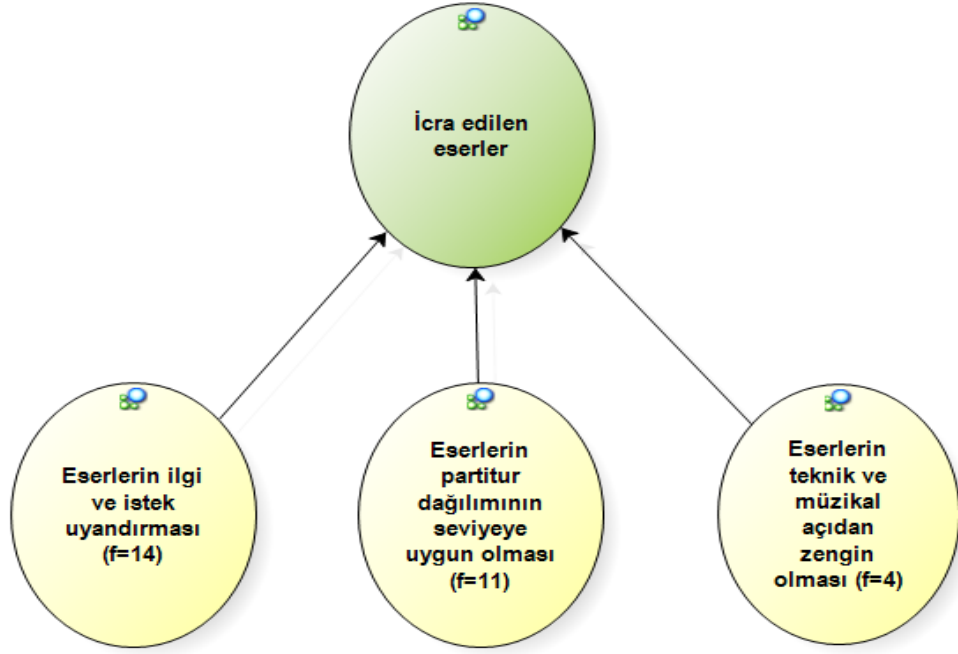 İcra edilen
eserler
Eserlerin ilgi
ve istek
uyandırması
(f=14)
Eserlerin
partitur
dağılımının
seviyeye
uygun olması
(f=11)
Eserlerin
teknik ve
müzikal
açıdan
zengin
olması (f=4)